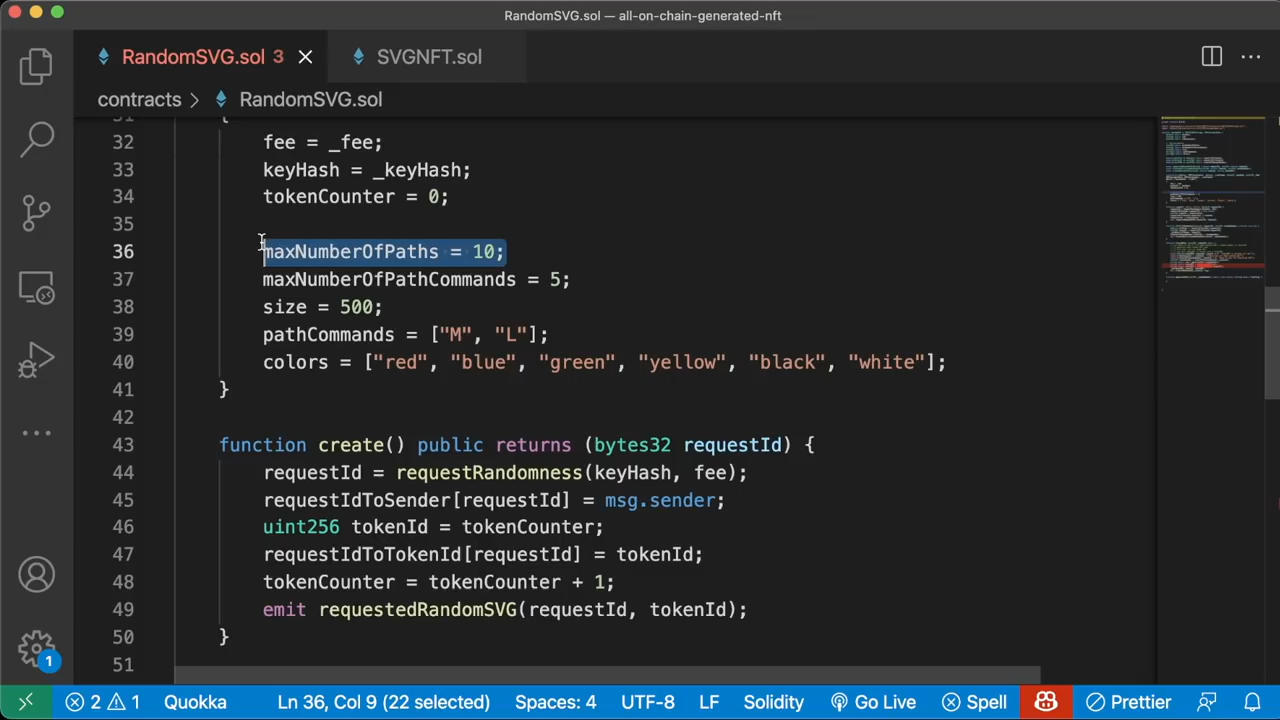 RandomSVG.sol — all-on-chain-generated-nft
RandomSVG.sol 3
SVGNFT.sol
contracts > RandomSVG.sol
31 {
32 fee = _fee;
33 keyHash = _keyHash;
34 tokenCounter = 0;
35
36 maxNumberOfPaths = 10;
37 maxNumberOfPathCommands = 5;
38 size = 500;
39 pathCommands = ["M", "L"];
40 colors = ["red", "blue", "green", "yellow", "black", "white"];
41 }
42
43 function create() public returns (bytes32 requestId) {
44 requestId = requestRandomness(keyHash, fee);
45 requestIdToSender[requestId] = msg.sender;
46 uint256 tokenId = tokenCounter;
47 requestIdToTokenId[requestId] = tokenId;
48 tokenCounter = tokenCounter + 1;
49 emit requestedRandomSVG(requestId, tokenId);
50 }
51
1
2 1 Quokka Ln 36, Col 9 (22 selected) Spaces: 4 UTF-8 LF Solidity Go Live Spell Prettier